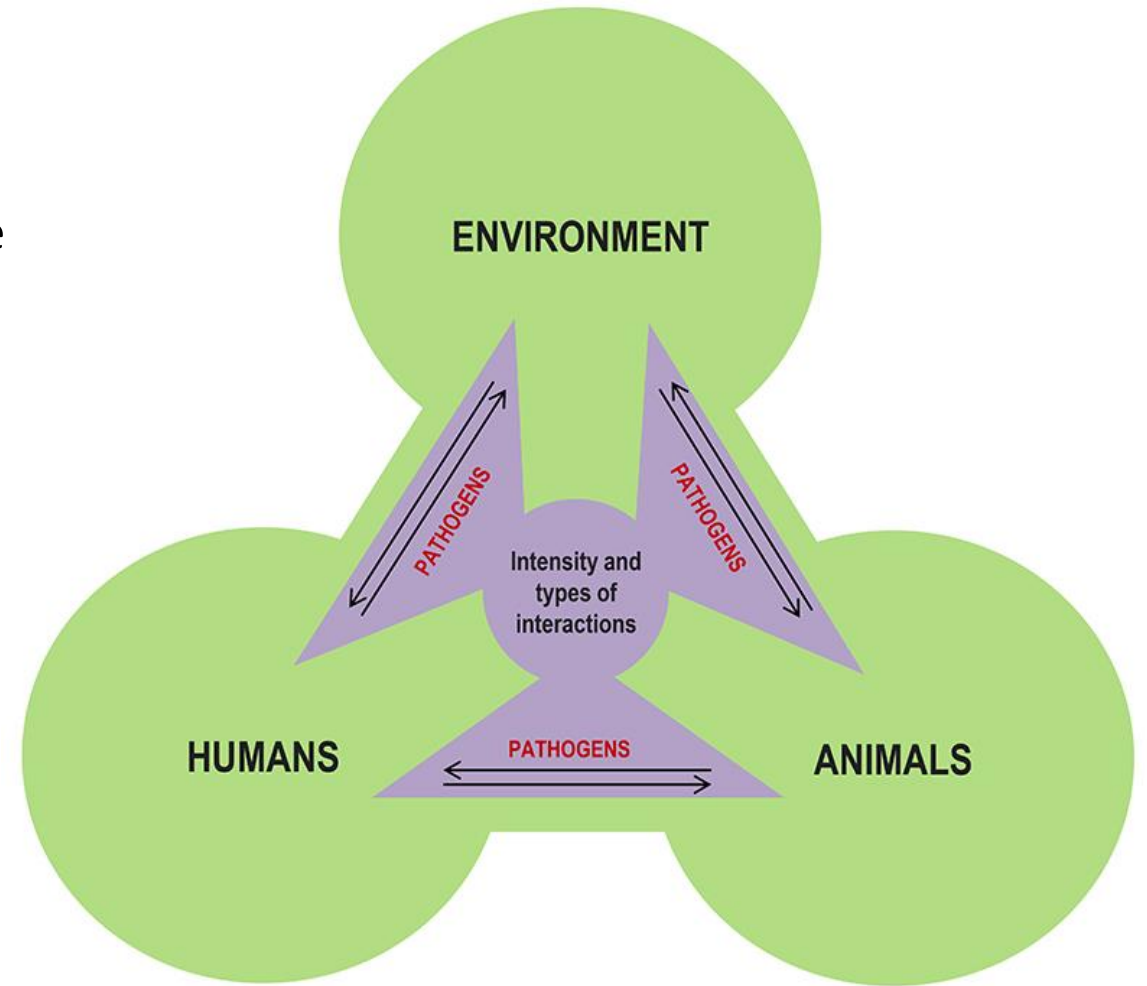 e
ENVIRONMENT
PATHOGENS
PATHOGENS
Intensity and
types of
interactions
HUMANS
PATHOGENS
ANIMALS